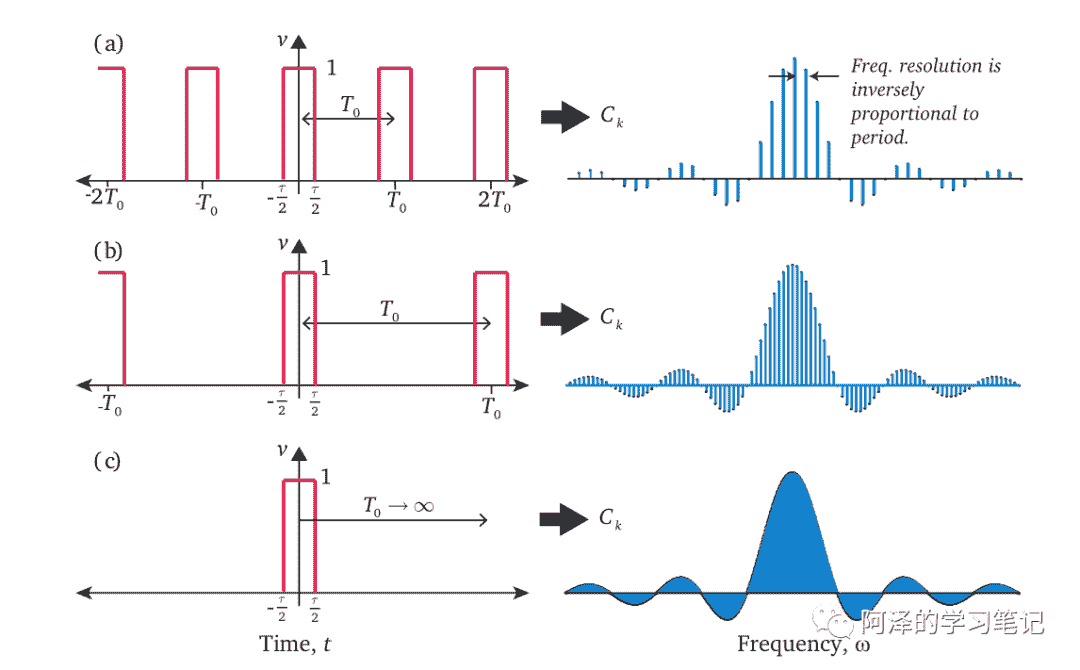 (a)
v
1
T₀
-2T₀
-T₀
-τ/2
τ/2
T₀
2T₀
Cₖ
Freq. resolution is
inversely
proportional to
period.
(b)
v
1
T₀
-T₀
-τ/2
τ/2
T₀
Cₖ
(c)
v
1
T₀ → ∞
-τ/2
τ/2
Cₖ
Time, t
Frequency, ω
阿泽的学习笔记